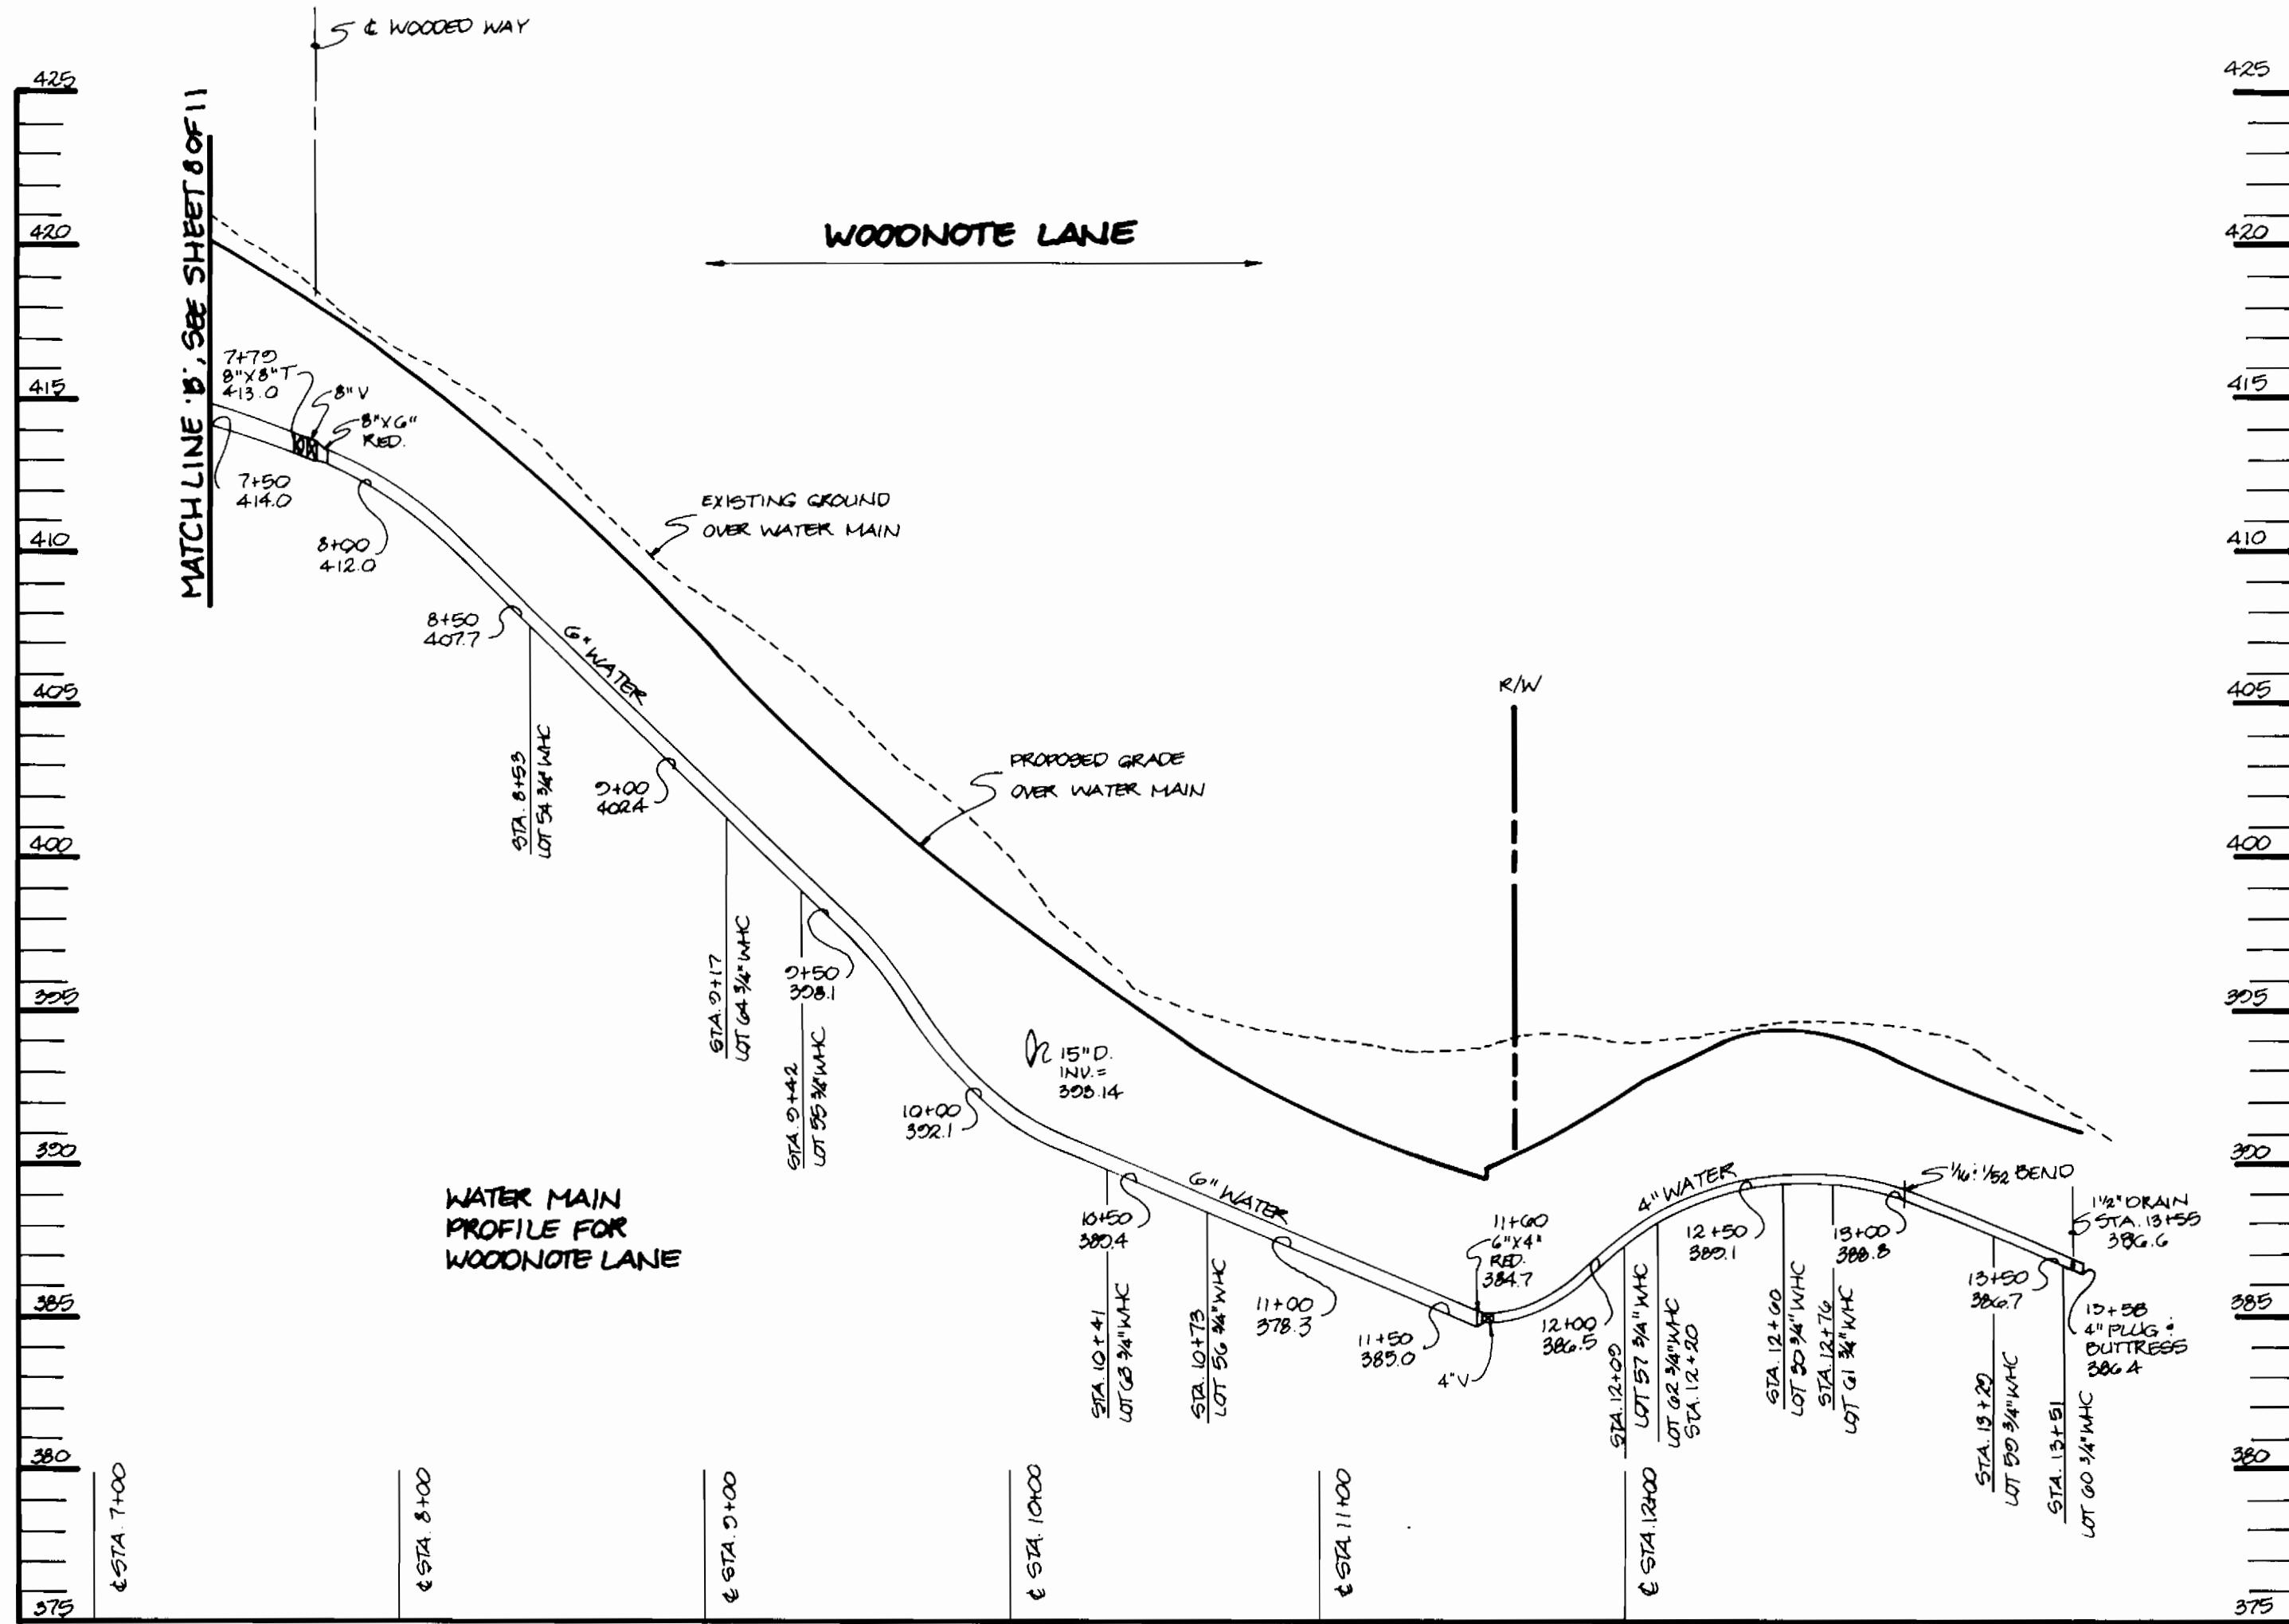 ℄ WOODED WAY
425
420
415
410
405
400
395
390
385
380
375
MATCH LINE 'B', SEE SHEET 8 OF 11
WOODNOTE LANE
7+79
8"X8" T
413.0
8" V
8"X6"
RED.
7+50
414.0
8+00
412.0
8+50
407.7
6" WATER
EXISTING GROUND
OVER WATER MAIN
STA. 8+53
LOT 54 3/4" WHC
9+00
402.4
PROPOSED GRADE
OVER WATER MAIN
R/W
STA. 9+17
LOT 64 3/4" WHC
9+50
398.1
STA. 9+42
LOT 55 3/4" WHC
10+00
392.1
15" D.
INV. =
393.14
WATER MAIN
PROFILE FOR
WOODNOTE LANE
10+50
389.4
STA. 10+41
LOT 63 3/4" WHC
6" WATER
STA. 10+73
LOT 56 3/4" WHC
11+00
378.3
11+50
385.0
11+60
6"X4"
RED.
384.7
4" V
4" WATER
12+00
386.5
STA. 12+09
LOT 57 3/4" WHC
LOT 62 3/4" WHC
STA. 12+20
12+50
389.1
STA. 12+60
LOT 30 3/4" WHC
STA. 12+76
LOT 61 3/4" WHC
13+00
388.8
BEND
1 1/2" DRAIN
STA. 13+55
386.6
13+50
386.7
13+58
4" PLUG &
BUTTRESS
386.4
STA. 13+29
LOT 59 3/4" WHC
STA. 13+51
LOT 60 3/4" WHC
℄ STA. 7+00
℄ STA. 8+00
℄ STA. 9+00
℄ STA. 10+00
℄ STA 11+00
℄ STA. 12+00
425
420
415
410
405
400
395
390
385
380
375